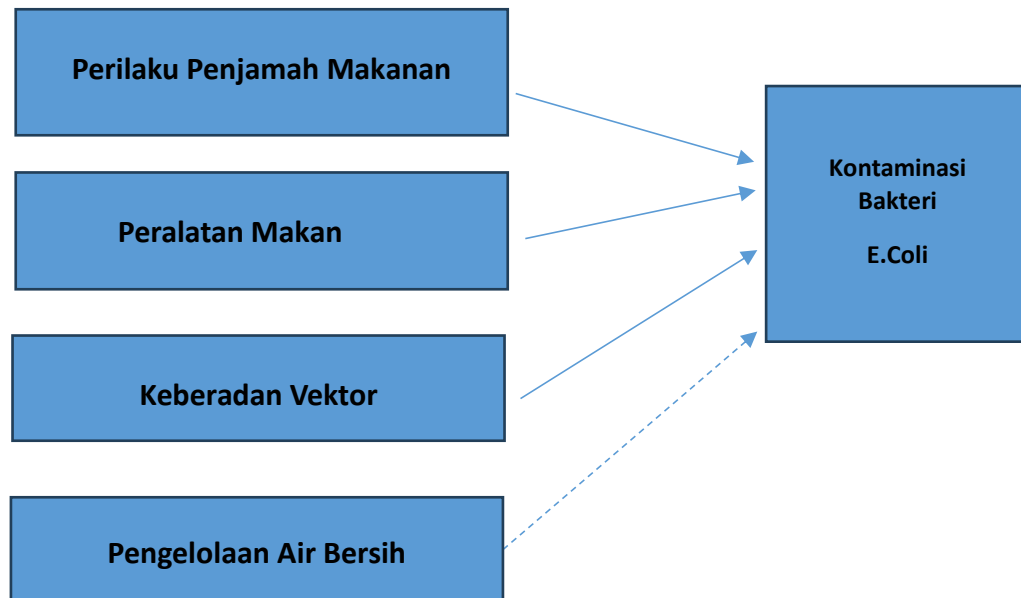 Perilaku Penjamah Makanan
Peralatan Makan
Keberadan Vektor
Pengelolaan Air Bersih
Kontaminasi
Bakteri
E.Coli